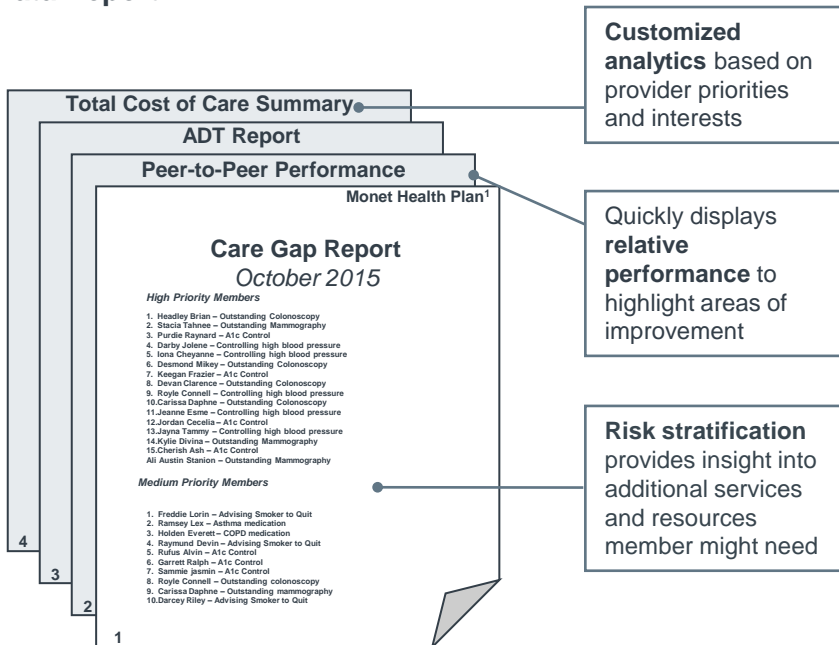 Total Cost of Care Summary
ADT Report
Peer-to-Peer Performance
Monet Health Plan¹
Care Gap Report
October 2015
High Priority Members
1. Headley Brian – Outstanding Colonoscopy
2. Stacia Tahnee – Outstanding Mammography
3. Purdie Raynard – A1c Control
4. Darby Jolene – Controlling high blood pressure
5. Iona Cheyanne – Controlling high blood pressure
6. Desmond Mikey – Outstanding Colonoscopy
7. Keegan Frazier – A1c Control
8. Devan Clarence – Outstanding Colonoscopy
9. Royle Connell – Controlling high blood pressure
10.Carissa Daphne – Outstanding Colonoscopy
11.Jeanne Esme – Controlling high blood pressure
12.Jordan Cecelia – A1c Control
13.Jayna Tammy – Controlling high blood pressure
14.Kylie Divina – Outstanding Mammography
15.Cherish Ash – A1c Control
Ali Austin Stanion – Outstanding Mammography
Medium Priority Members
1. Freddie Lorin – Advising Smoker to Quit
2. Ramsey Lex – Asthma medication
3. Holden Everett – COPD medication
4. Raymund Devin – Advising Smoker to Quit
5. Rufus Alvin – A1c Control
6. Garrett Ralph – A1c Control
7. Sammie jasmin – A1c Control
8. Royle Connell – Outstanding colonoscopy
9. Carissa Daphne – Outstanding mammography
10.Darcey Riley – Advising Smoker to Quit
4
3
2
1
Customized
analytics based on
provider priorities
and interests
Quickly displays
relative
performance to
highlight areas of
improvement
Risk stratification
provides insight into
additional services
and resources
member might need